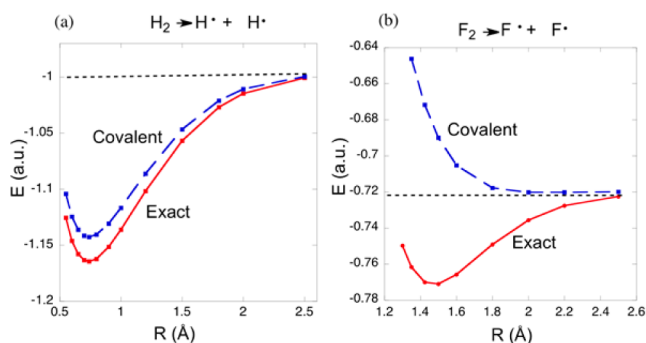 (a)
H₂ → H• + H•
-1
-1.05
-1.1
-1.15
-1.2
E (a.u.)
Covalent
Exact
0.5 1 1.5 2 2.5
R (Å)
(b)
F₂ → F• + F•
-0.64
-0.66
-0.68
-0.7
-0.72
-0.74
-0.76
-0.78
E (a.u.)
Covalent
Exact
1.2 1.4 1.6 1.8 2 2.2 2.4 2.6
R (Å)